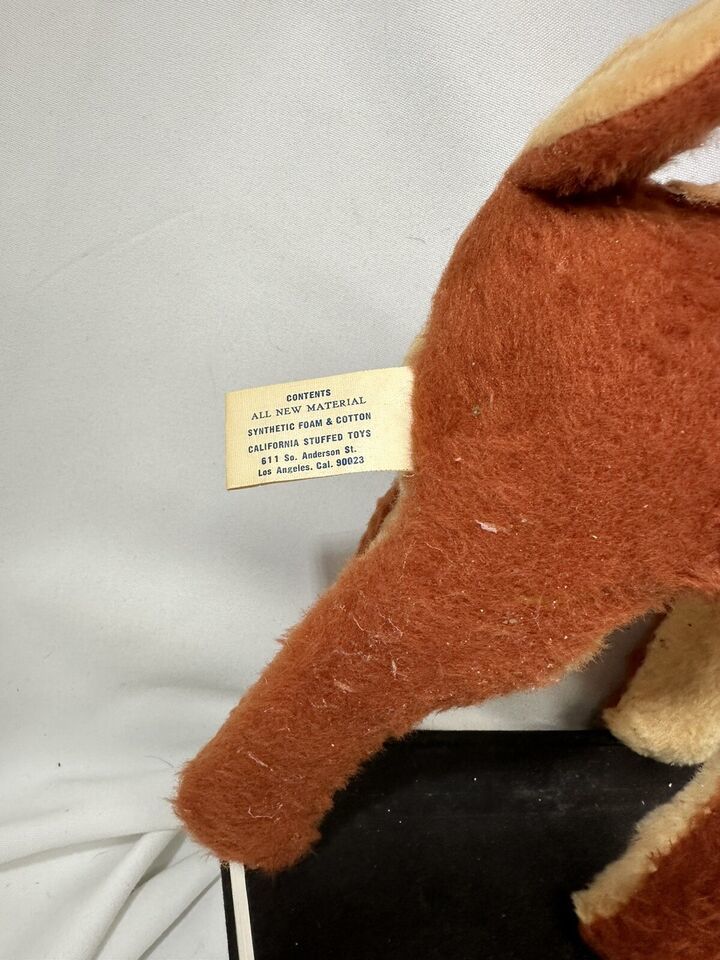 CONTENTS
ALL NEW MATERIAL
SYNTHETIC FOAM & COTTON
CALIFORNIA STUFFED TOYS
611 So. Anderson St.
Los Angeles, Cal. 90023